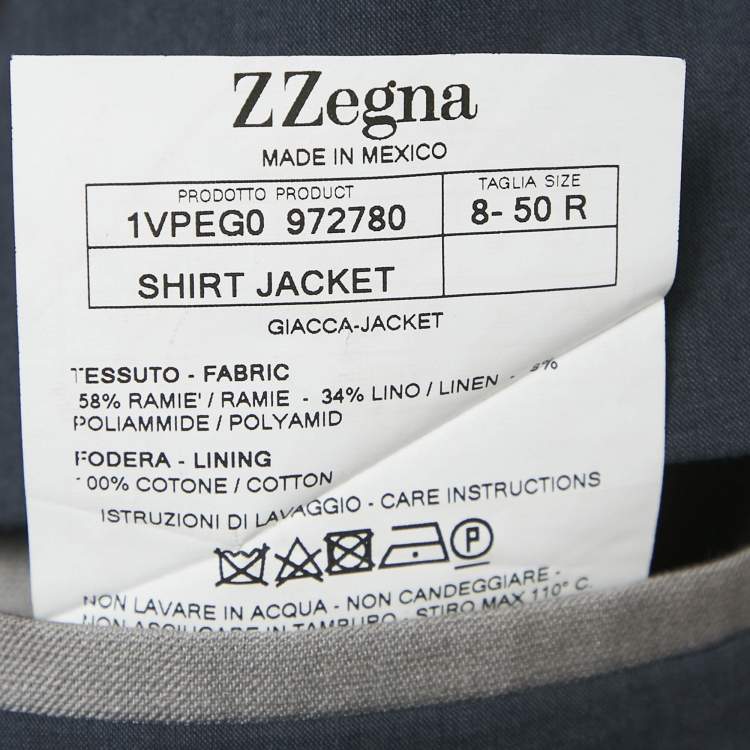 Z Zegna
MADE IN MEXICO
PRODOTTO PRODUCT
1VPEG0 972780
TAGLIA SIZE
8- 50 R
SHIRT JACKET
GIACCA-JACKET
TESSUTO - FABRIC
58% RAMIE' / RAMIE - 34% LINO / LINEN -
POLIAMMIDE / POLYAMID
FODERA - LINING
100% COTONE / COTTON
ISTRUZIONI DI LAVAGGIO - CARE INSTRUCTIONS
P
NON LAVARE IN ACQUA - NON CANDEGGIARE -
NON ASCIUGARE IN TAMBURO - STIRO MAX 110° C.